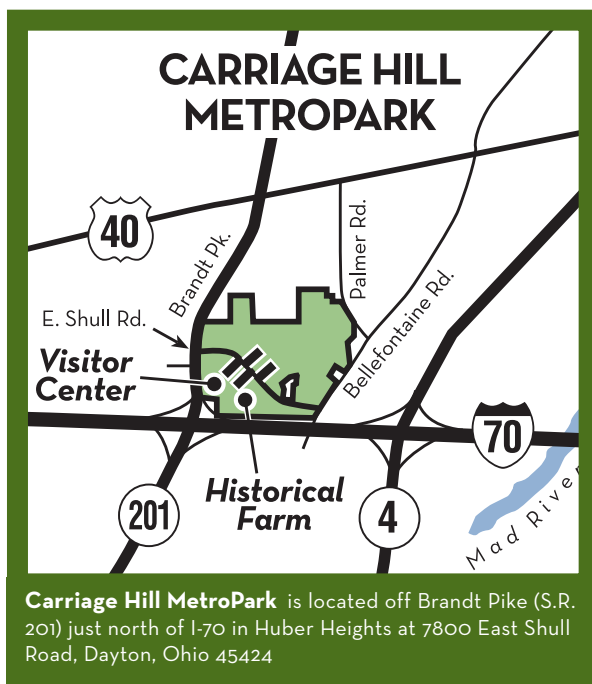 CARRIAGE HILL
METROPARK
40
Brandt Pk.
Palmer Rd.
E. Shull Rd.
Bellefontaine Rd.
Visitor
Center
70
Historical
Farm
201
4
Mad River
Carriage Hill MetroPark is located off Brandt Pike (S.R.
201) just north of I-70 in Huber Heights at 7800 East Shull
Road, Dayton, Ohio 45424